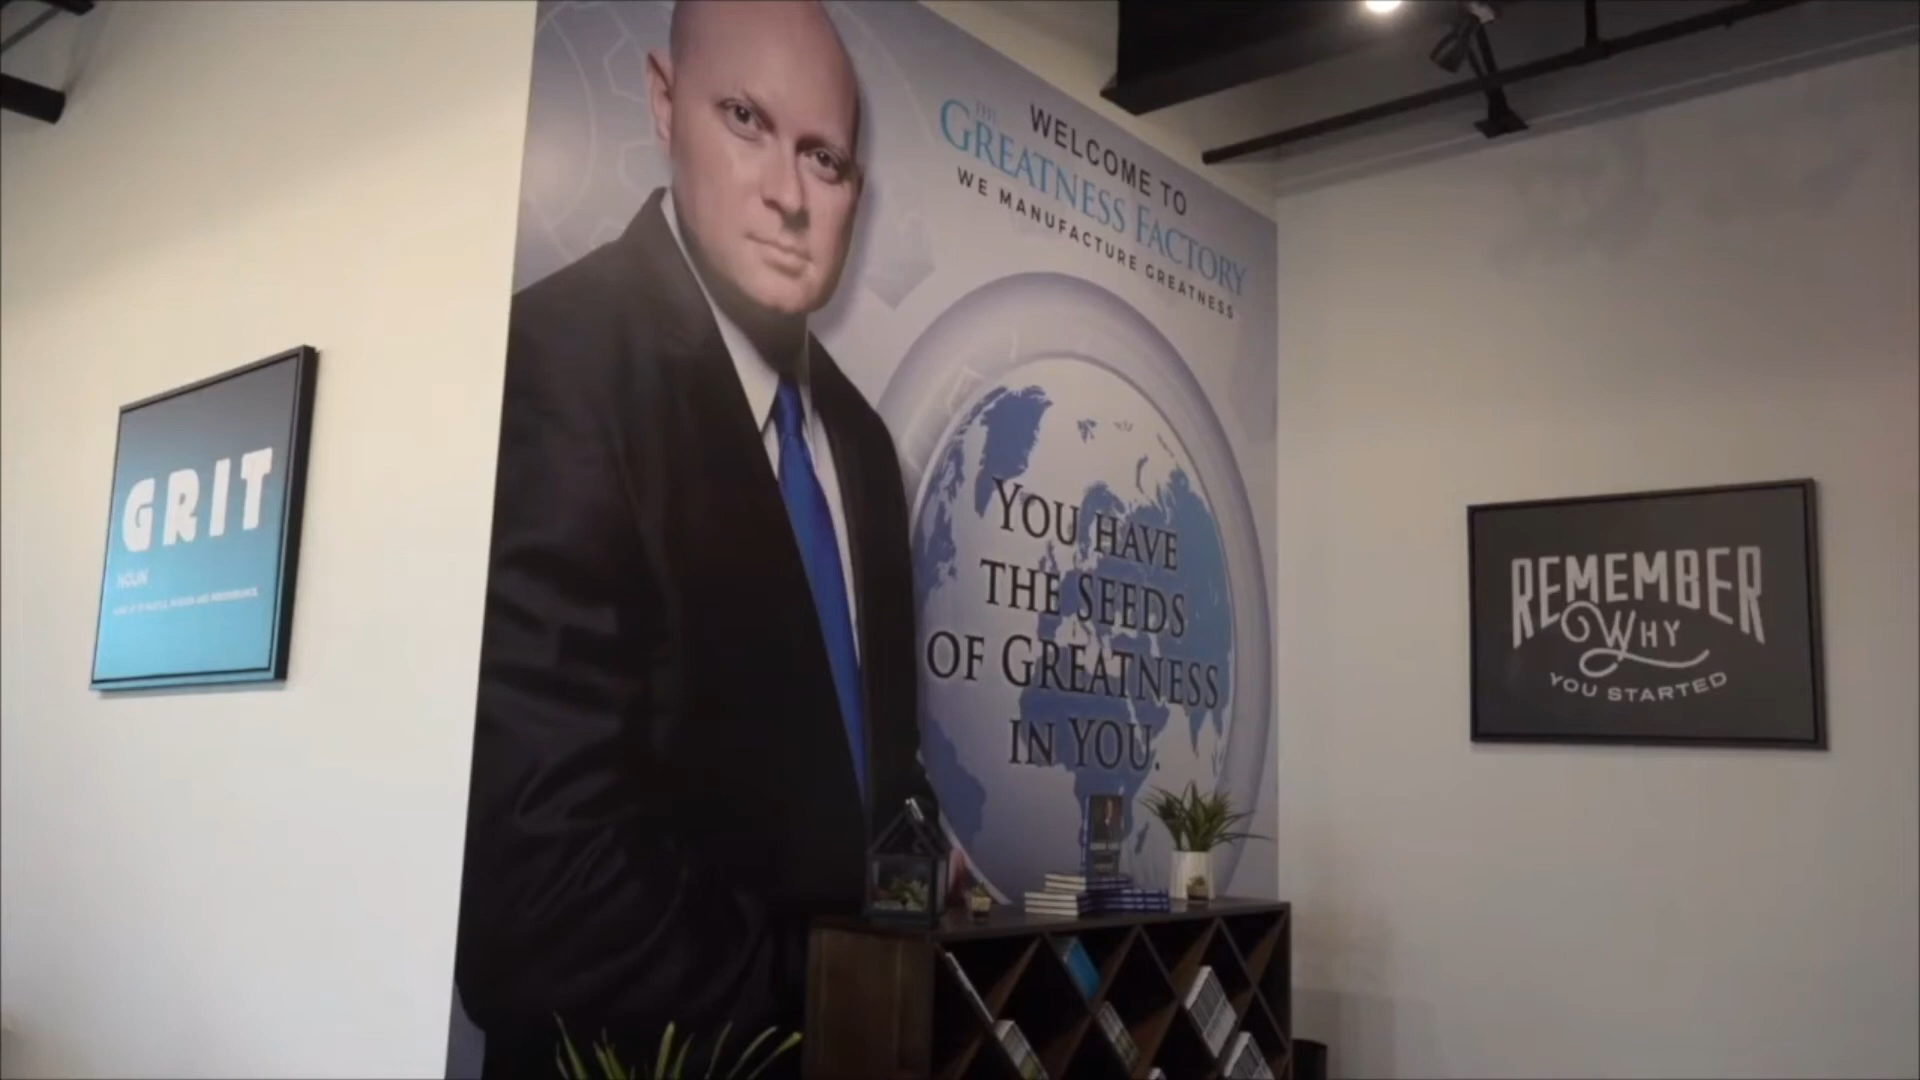 GRIT
NOUN
WELCOME TO
THE
GREATNESS FACTORY
WE MANUFACTURE GREATNESS
YOU HAVE
THE SEEDS
OF GREATNESS
IN YOU.
REMEMBER
WHY
YOU STARTED